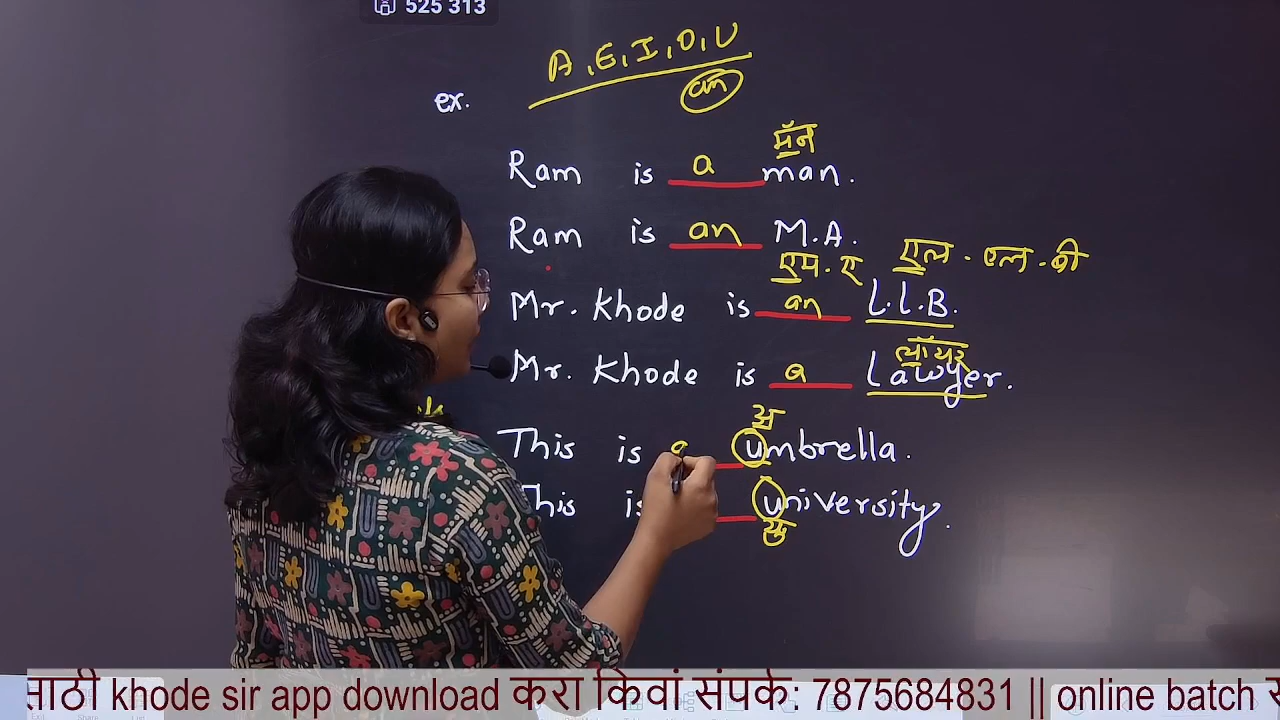 525 313
A, E, I, O, U
an
ex.
मॅन
Ram is a man.
Ram is an M.A.
एम. ए एल. एल. बी
Mr. Khode is an L.L.B.
लॉयर
Mr. Khode is a Lawyer.
अ
This is a umbrella.
This is university.
यु
साठी khode sir app download करा किवां संपर्क: 7875684831 || online batch